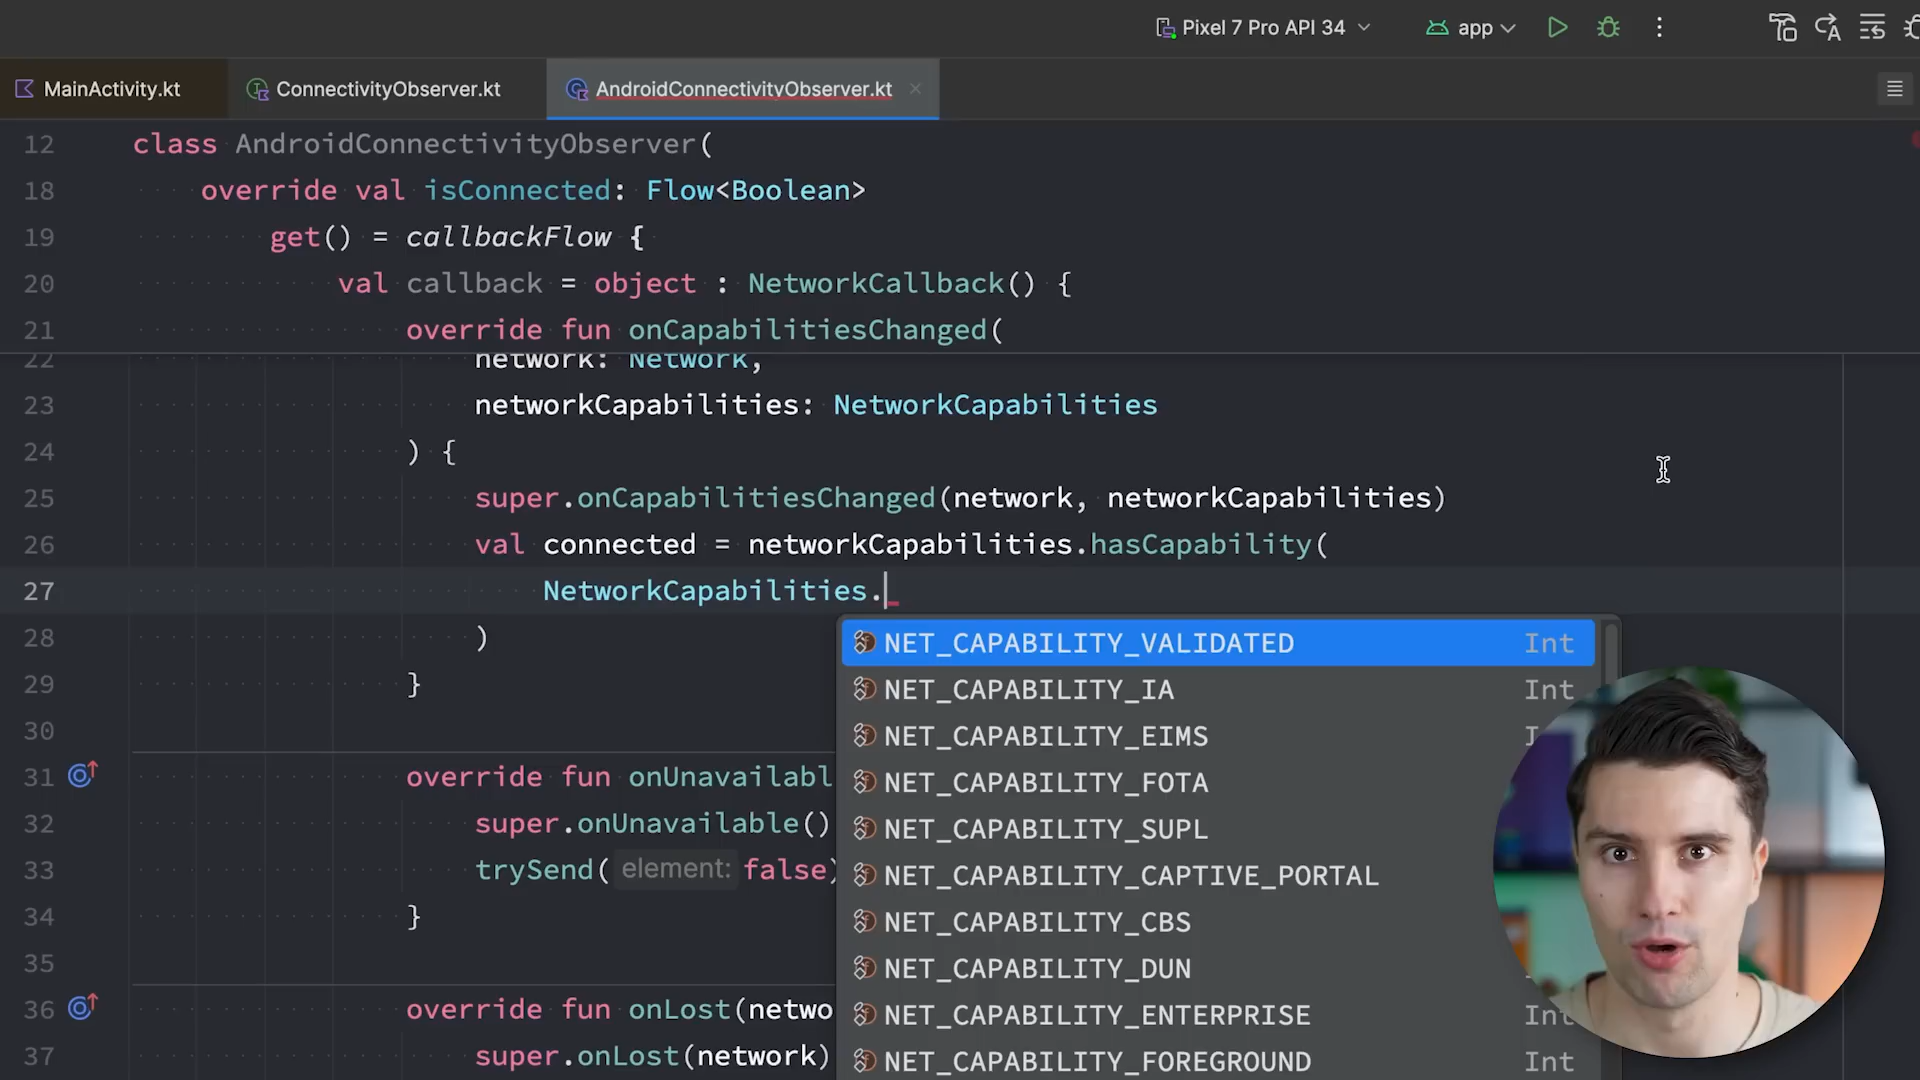 Pixel 7 Pro API 34
app
MainActivity.kt
ConnectivityObserver.kt
AndroidConnectivityObserver.kt
12 class AndroidConnectivityObserver(
18 override val isConnected: Flow<Boolean>
19 get() = callbackFlow {
20 val callback = object : NetworkCallback() {
21 override fun onCapabilitiesChanged(
22 network: Network,
23 networkCapabilities: NetworkCapabilities
24 ) {
25 super.onCapabilitiesChanged(network, networkCapabilities)
26 val connected = networkCapabilities.hasCapability(
27 NetworkCapabilities.
28 )
29 }
30
31 override fun onUnavailabl
32 super.onUnavailable()
33 trySend( element: false)
34 }
35
36 override fun onLost(netwo
37 super.onLost(network)
NET_CAPABILITY_VALIDATED Int
NET_CAPABILITY_IA Int
NET_CAPABILITY_EIMS I
NET_CAPABILITY_FOTA
NET_CAPABILITY_SUPL
NET_CAPABILITY_CAPTIVE_PORTAL
NET_CAPABILITY_CBS
NET_CAPABILITY_DUN
NET_CAPABILITY_ENTERPRISE Int
NET_CAPABILITY_FOREGROUND Int